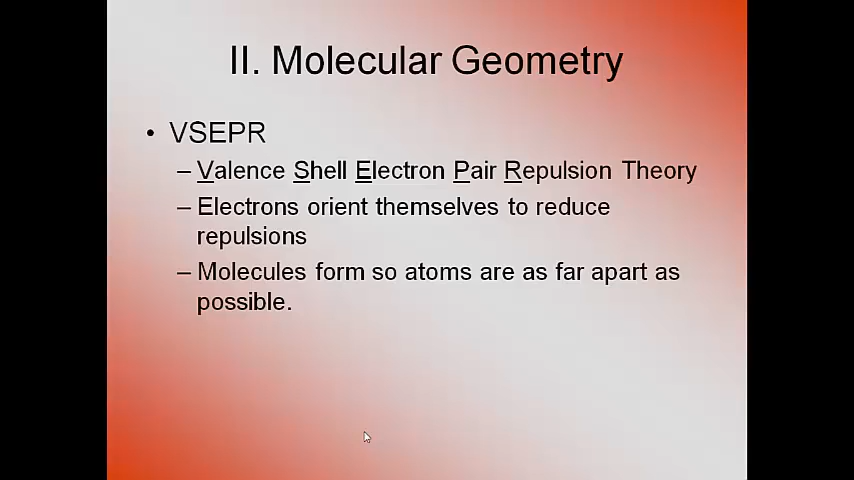 II. Molecular Geometry
• VSEPR
– Valence Shell Electron Pair Repulsion Theory
– Electrons orient themselves to reduce
repulsions
– Molecules form so atoms are as far apart as
possible.